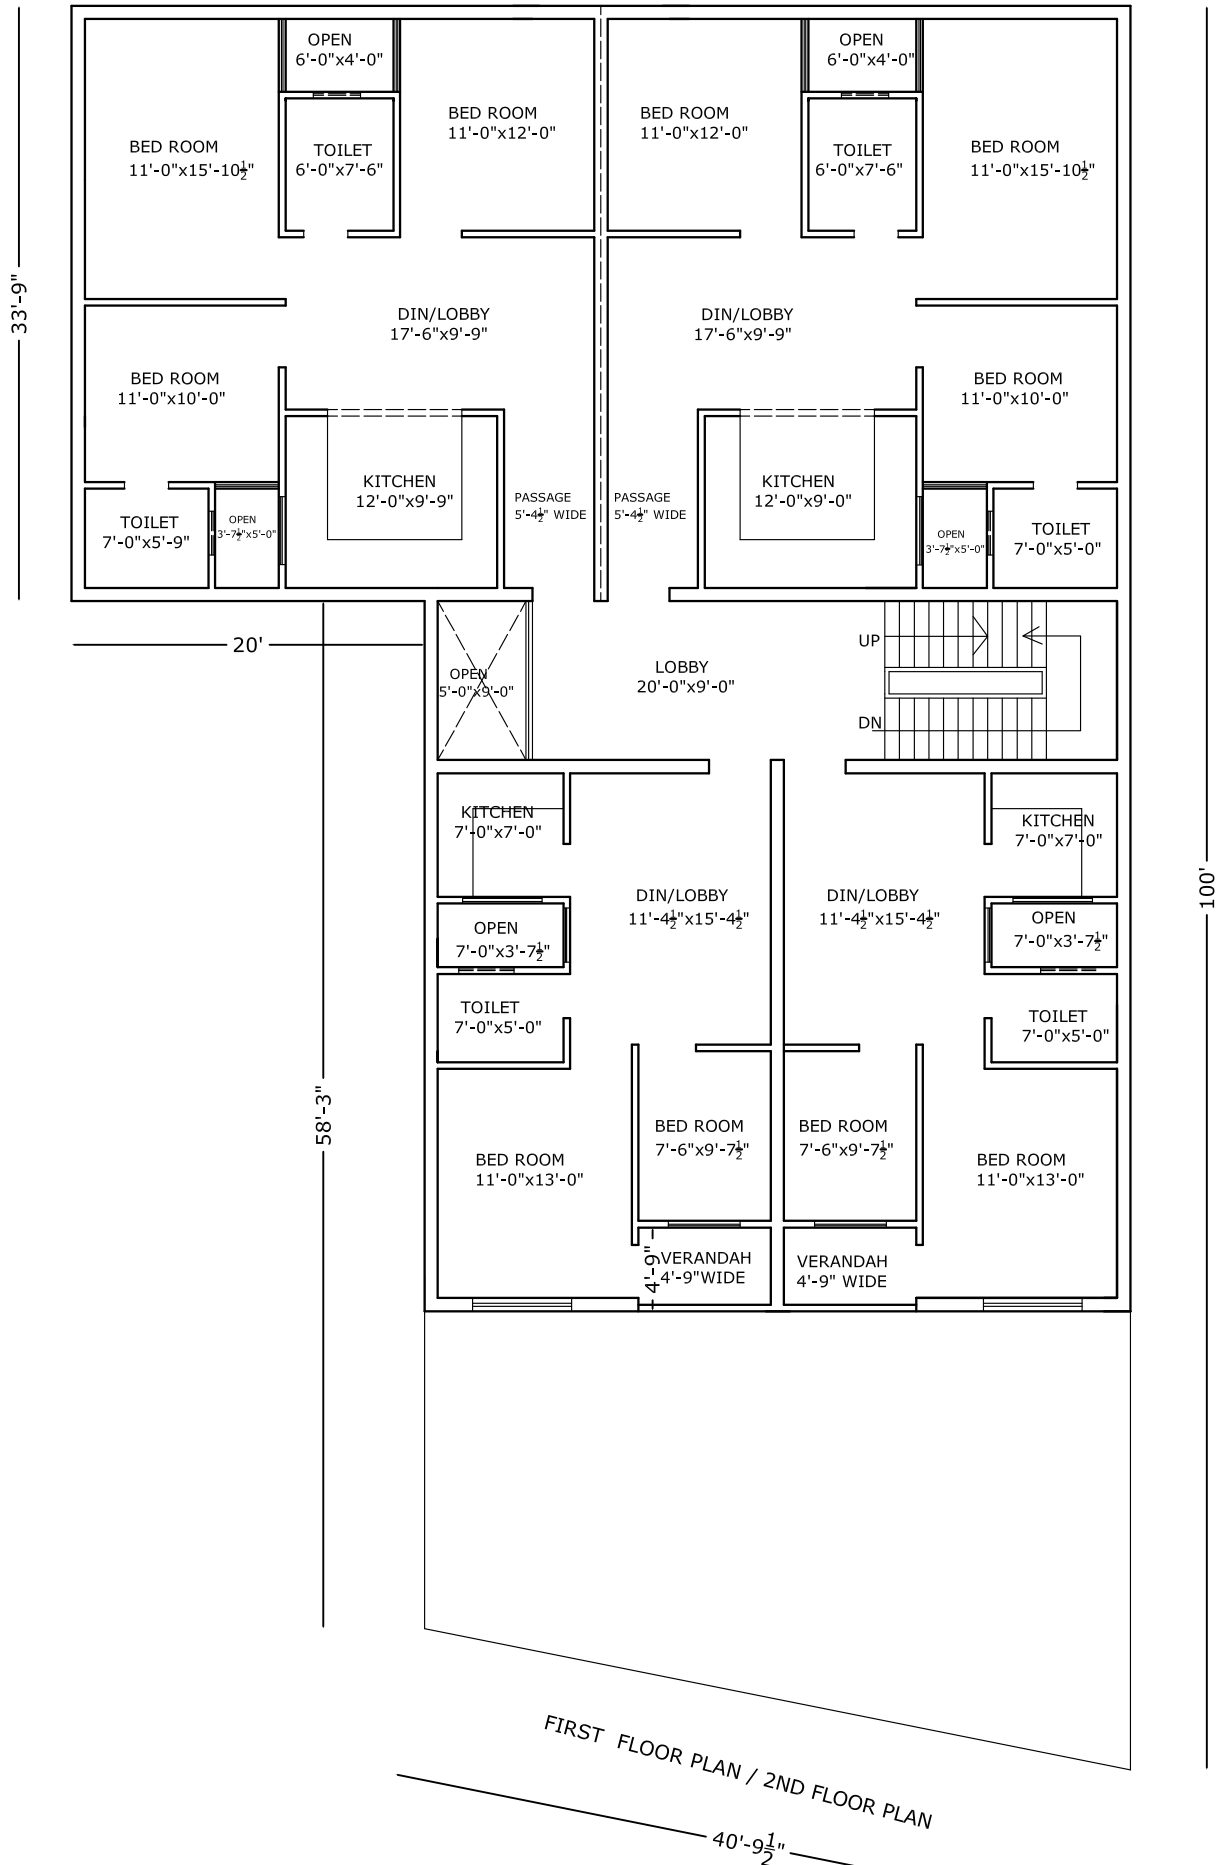 OPEN
6'-0"x4'-0"
OPEN
6'-0"x4'-0"
BED ROOM
11'-0"x12'-0"
BED ROOM
11'-0"x12'-0"
BED ROOM
11'-0"x15'-10½"
TOILET
6'-0"x7'-6"
TOILET
6'-0"x7'-6"
BED ROOM
11'-0"x15'-10½"
33'-9"
DIN/LOBBY
17'-6"x9'-9"
DIN/LOBBY
17'-6"x9'-9"
BED ROOM
11'-0"x10'-0"
BED ROOM
11'-0"x10'-0"
KITCHEN
12'-0"x9'-9"
PASSAGE
5'-4½" WIDE
PASSAGE
5'-4½" WIDE
KITCHEN
12'-0"x9'-0"
TOILET
7'-0"x5'-9"
OPEN
3'-7½"x5'-0"
OPEN
3'-7½"x5'-0"
TOILET
7'-0"x5'-0"
20'
OPEN
5'-0"x9'-0"
LOBBY
20'-0"x9'-0"
UP
DN
KITCHEN
7'-0"x7'-0"
KITCHEN
7'-0"x7'-0"
DIN/LOBBY
11'-4½"x15'-4½"
DIN/LOBBY
11'-4½"x15'-4½"
100'
OPEN
7'-0"x3'-7½"
OPEN
7'-0"x3'-7½"
TOILET
7'-0"x5'-0"
TOILET
7'-0"x5'-0"
58'-3"
BED ROOM
7'-6"x9'-7½"
BED ROOM
7'-6"x9'-7½"
BED ROOM
11'-0"x13'-0"
BED ROOM
11'-0"x13'-0"
4'-9"
VERANDAH
4'-9"WIDE
VERANDAH
4'-9" WIDE
FIRST FLOOR PLAN / 2ND FLOOR PLAN
40'-9½"